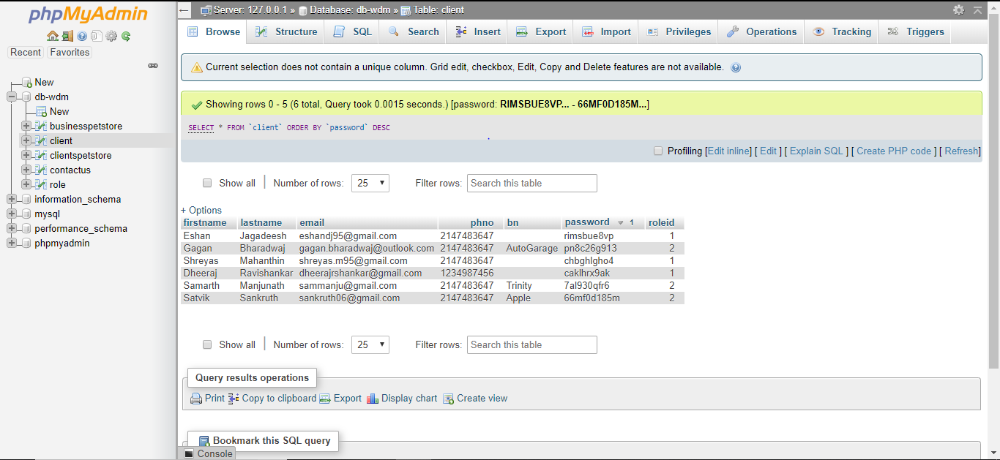 phpMyAdmin
Recent Favorites
New
db-wdm
New
businesspetstore
client
clientspetstore
contactus
role
information_schema
mysql
performance_schema
phpmyadmin
Server: 127.0.0.1 » Database: db-wdm » Table: client
Browse Structure SQL Search Insert Export Import Privileges Operations Tracking Triggers
Current selection does not contain a unique column. Grid edit, checkbox, Edit, Copy and Delete features are not available.
Showing rows 0 - 5 (6 total, Query took 0.0015 seconds.) [password: RIMSBUE8VP... - 66MF0D185M...]
SELECT * FROM `client` ORDER BY `password` DESC
Profiling [Edit inline] [ Edit ] [ Explain SQL ] [ Create PHP code ] [ Refresh]
Show all | Number of rows: 25 Filter rows: Search this table
+ Options
firstname lastname email phno bn password 1 roleid
Eshan Jagadeesh eshandj95@gmail.com 2147483647 rimsbue8vp 1
Gagan Bharadwaj gagan.bharadwaj@outlook.com 2147483647 AutoGarage pn8c26g913 2
Shreyas Mahanthin shreyas.m95@gmail.com 2147483647 chbghlgho4 1
Dheeraj Ravishankar dheerajrshankar@gmail.com 1234987456 caklhrx9ak 1
Samarth Manjunath sammanju@gmail.com 2147483647 Trinity 7al930qfr6 2
Satvik Sankruth sankruth06@gmail.com 2147483647 Apple 66mf0d185m 2
Show all | Number of rows: 25 Filter rows: Search this table
Query results operations
Print Copy to clipboard Export Display chart Create view
Bookmark this SQL query
Console